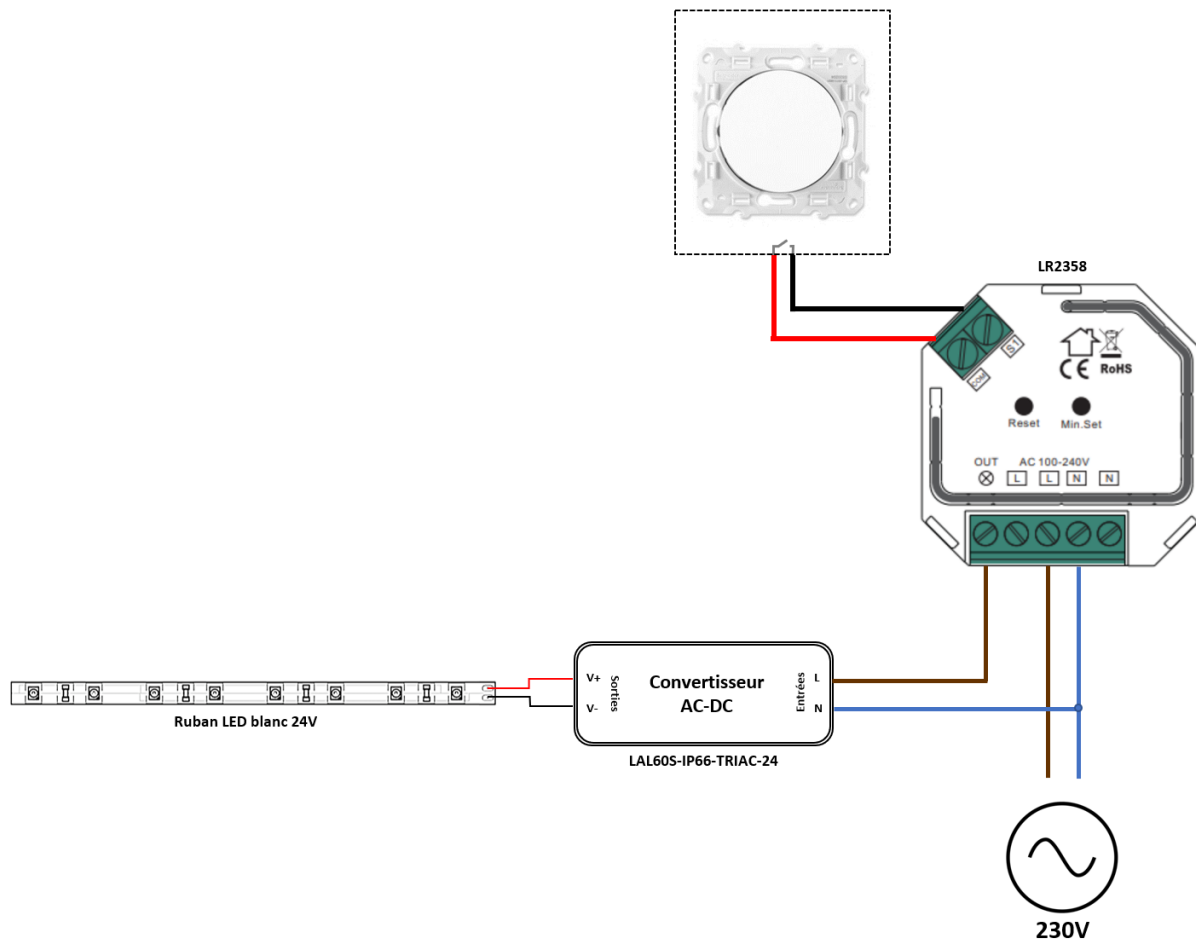 LR2358
S1
COM
CE RoHS
Reset Min.Set
OUT AC 100-240V
L L N N
V+ Sorties Convertisseur Entrées L
V- AC-DC N
Ruban LED blanc 24V
LAL60S-IP66-TRIAC-24
230V